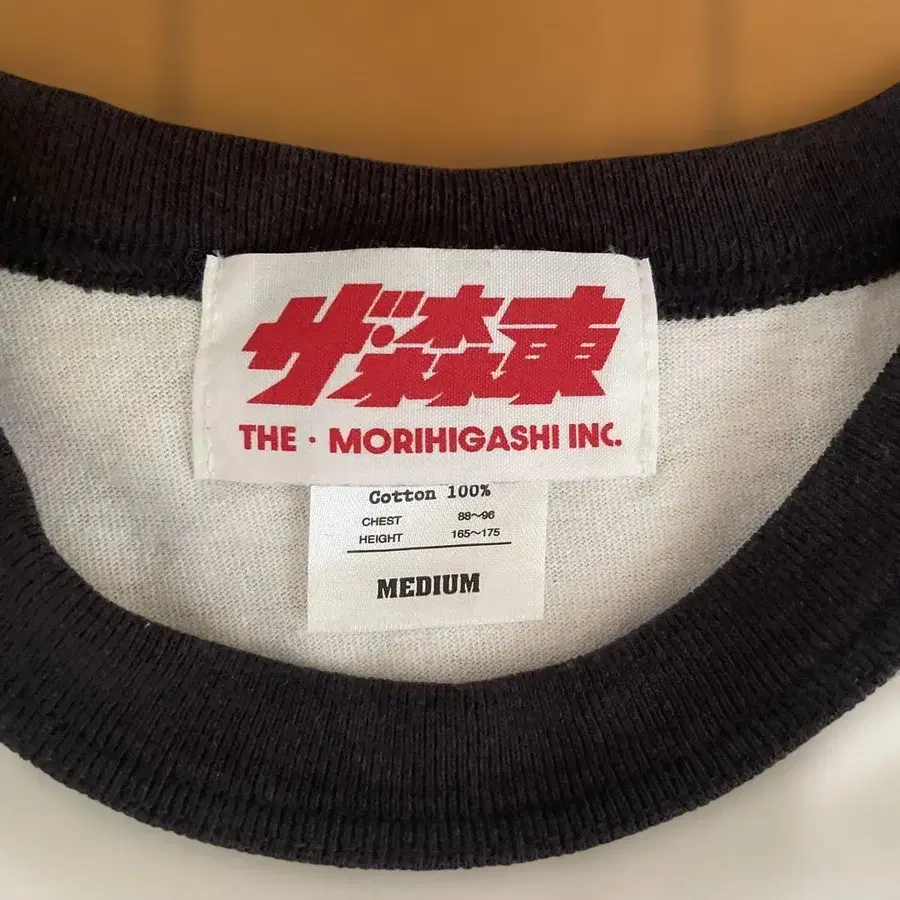 ザ・森東
THE・MORIHIGASHI INC.
Cotton 100%
CHEST 88～96
HEIGHT 165～175
MEDIUM